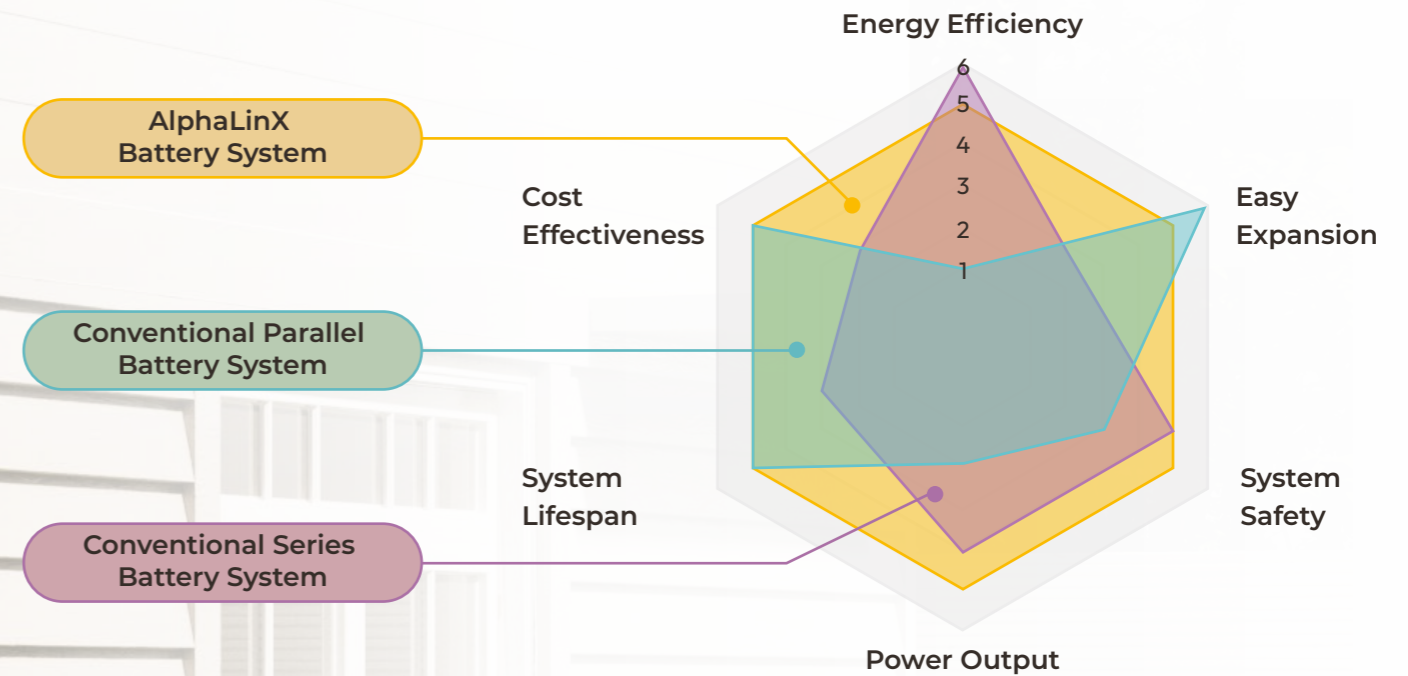 Energy Efficiency
6
5
4
3
2
1
AlphaLinX
Battery System
Cost
Effectiveness
Easy
Expansion
Conventional Parallel
Battery System
System
Lifespan
System
Safety
Conventional Series
Battery System
Power Output